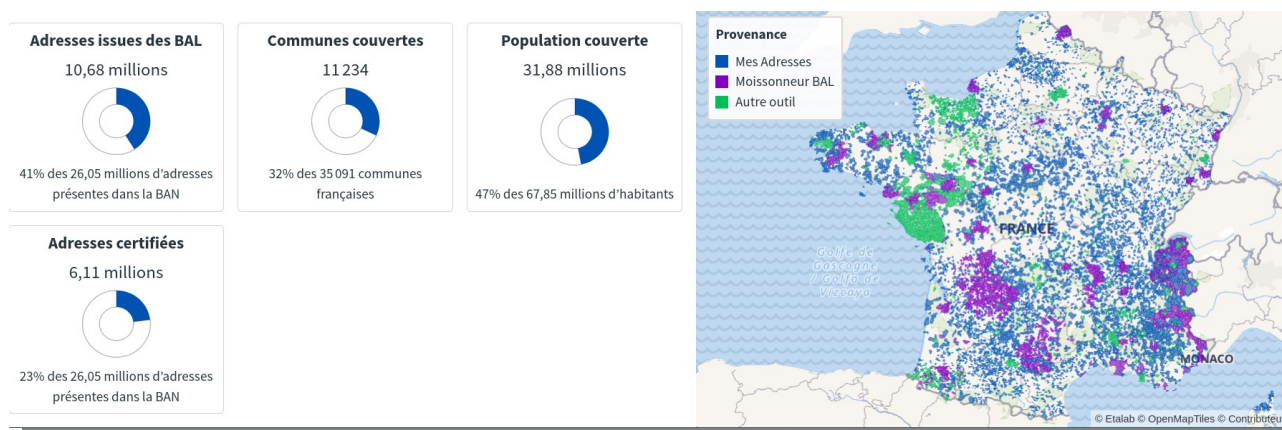 Adresses issues des BAL
10,68 millions
41% des 26,05 millions d'adresses
présentes dans la BAN
Communes couvertes
11 234
32% des 35 091 communes
françaises
Population couverte
31,88 millions
47% des 67,85 millions d'habitants
Adresses certifiées
6,11 millions
23% des 26,05 millions d'adresses
présentes dans la BAN
Provenance
Mes Adresses
Moissonneur BAL
Autre outil
FRANCE
Golfe de
Gascogne
/ Golfo de
Vizcaya
MONACO
© Etalab © OpenMapTiles © Contributeu